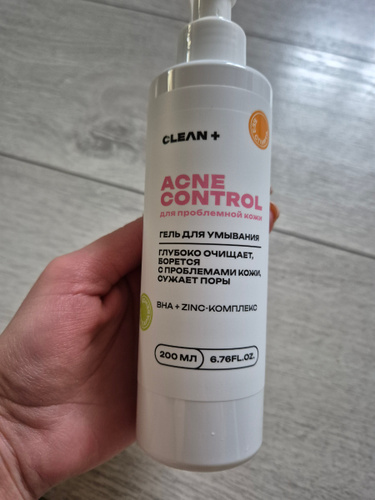 CLEAN +
ACNE
CONTROL
для проблемной кожи
ГЕЛЬ ДЛЯ УМЫВАНИЯ
ГЛУБОКО ОЧИЩАЕТ,
БОРЕТСЯ
С ПРОБЛЕМАМИ КОЖИ,
СУЖАЕТ ПОРЫ
BHA + ZINC-КОМПЛЕКС
200 МЛ 6.76FL.OZ.